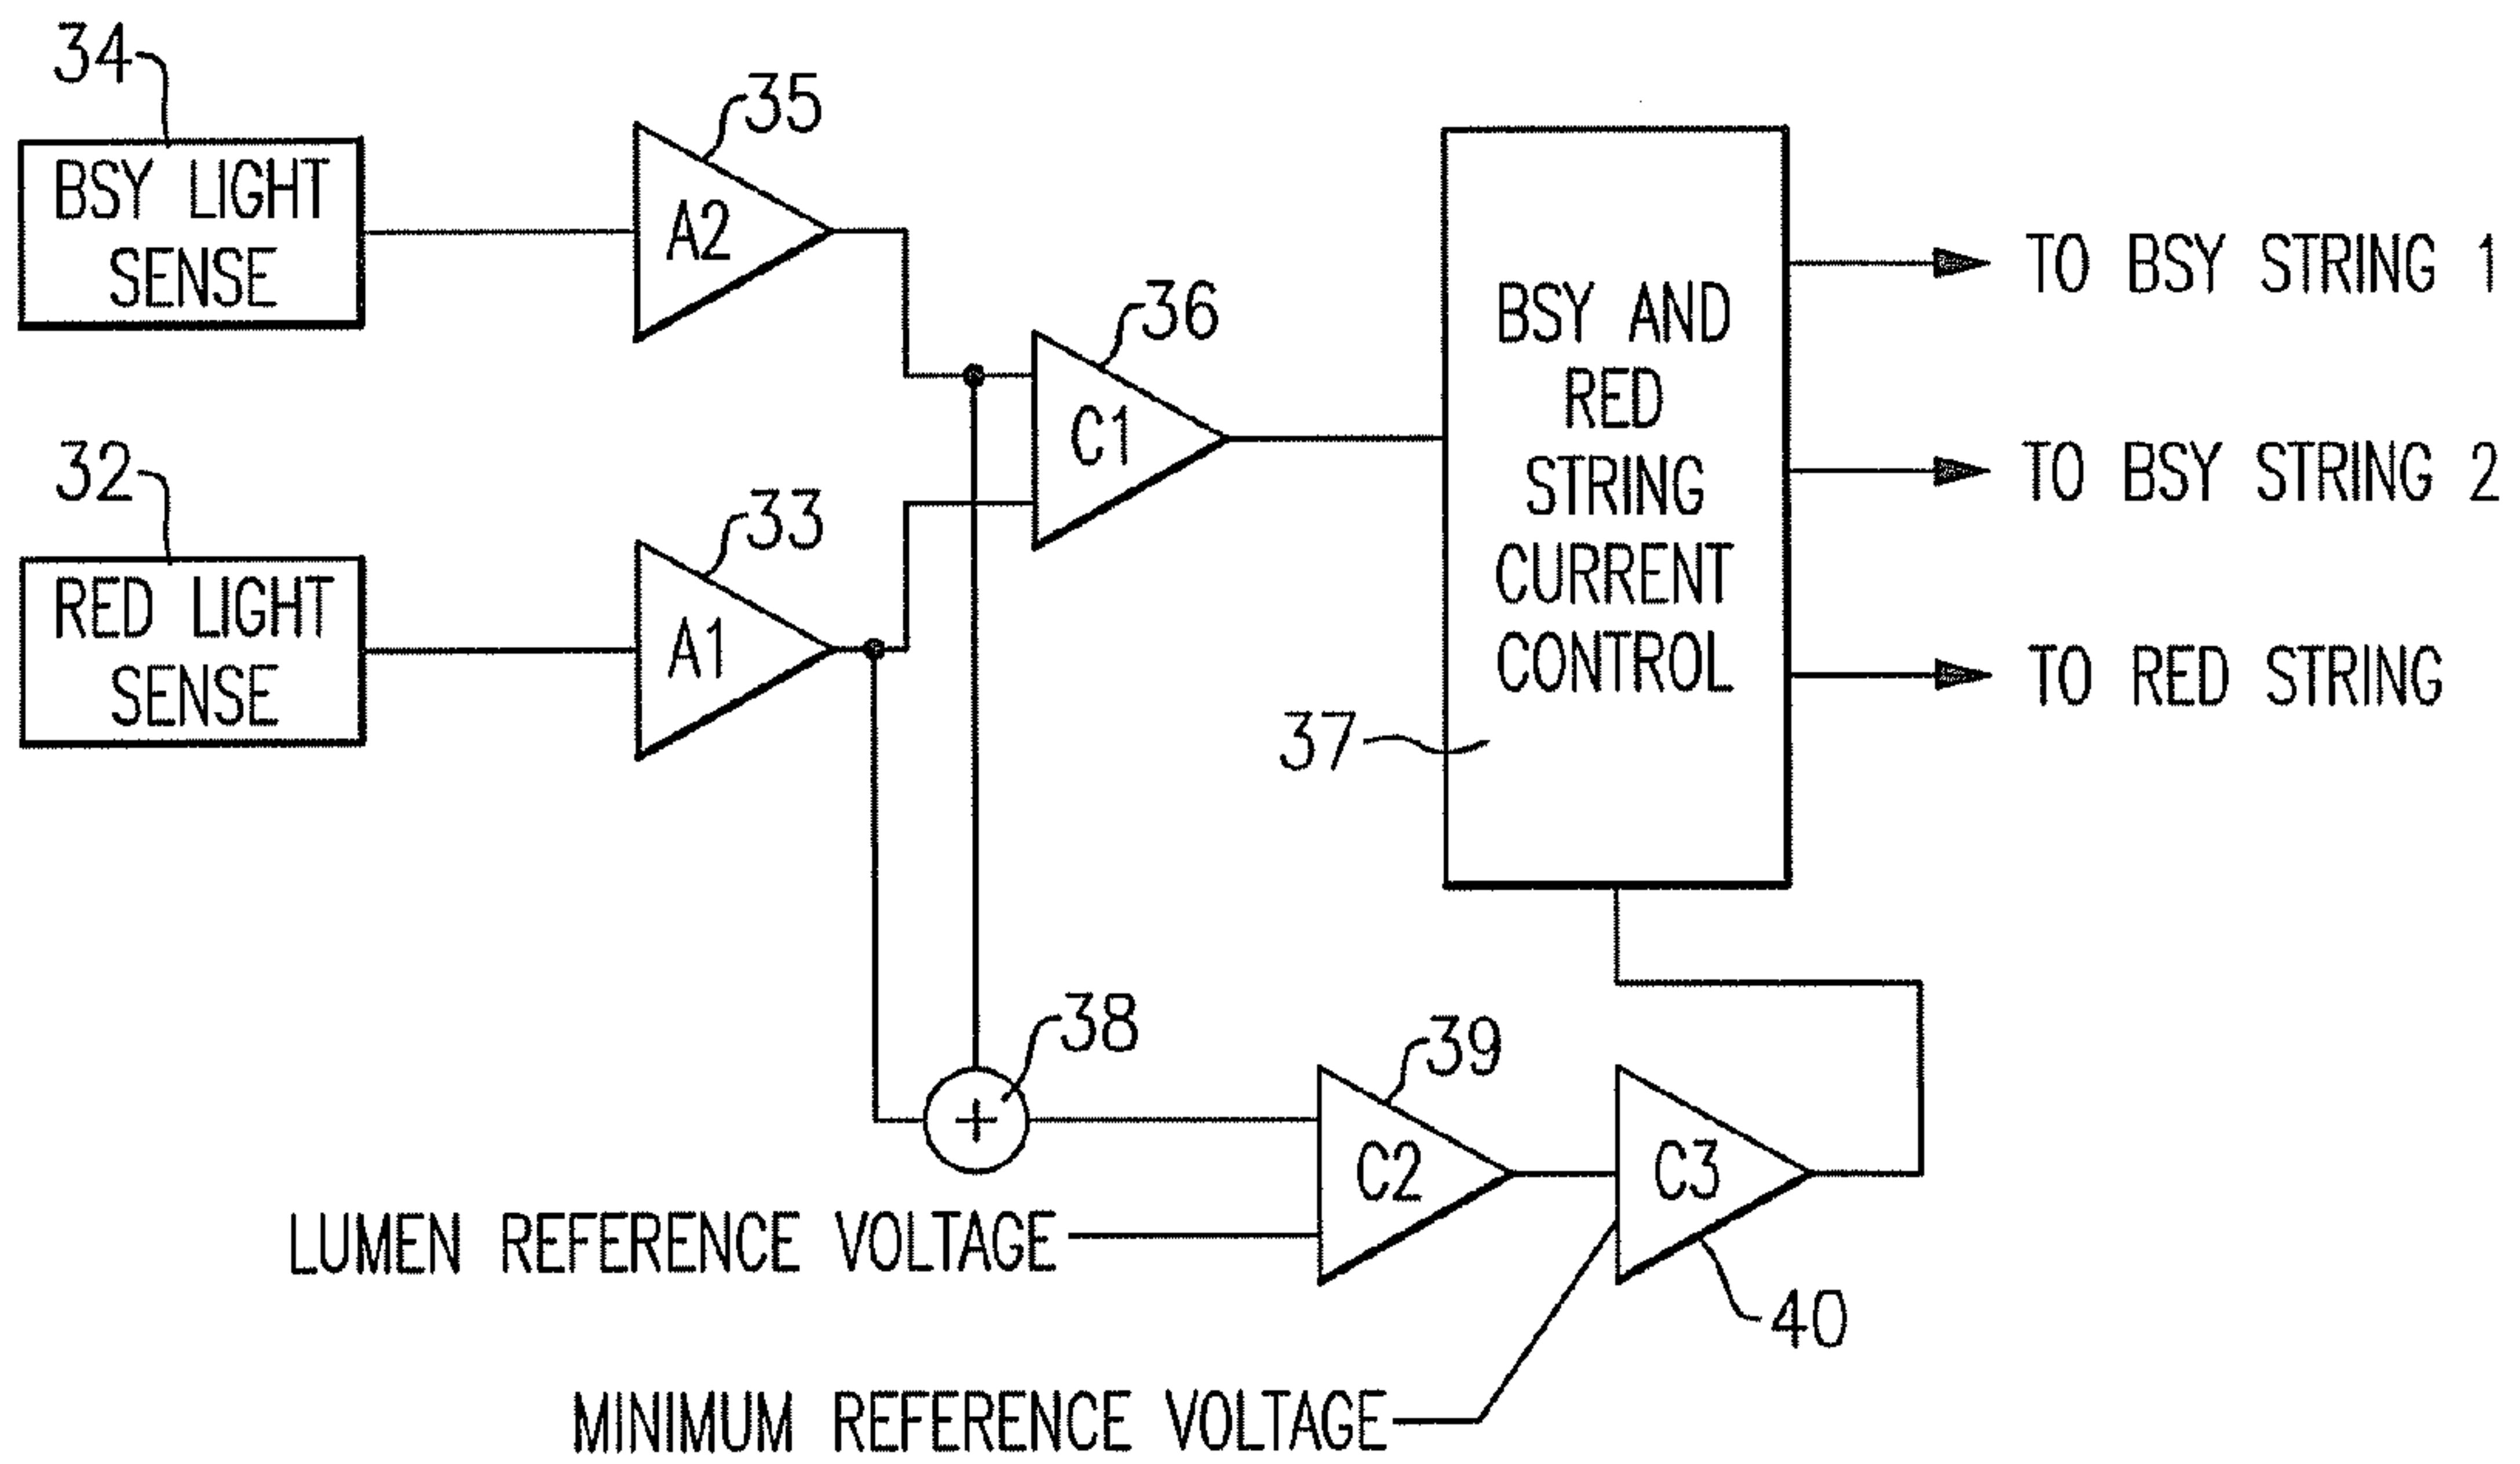 34
BSY LIGHT
SENSE
35
A2
36
C1
32
RED LIGHT
SENSE
33
A1
BSY AND
RED
STRING
CURRENT
CONTROL
37
TO BSY STRING 1
TO BSY STRING 2
TO RED STRING
38
+
39
C2
C3
40
LUMEN REFERENCE VOLTAGE
MINIMUM REFERENCE VOLTAGE